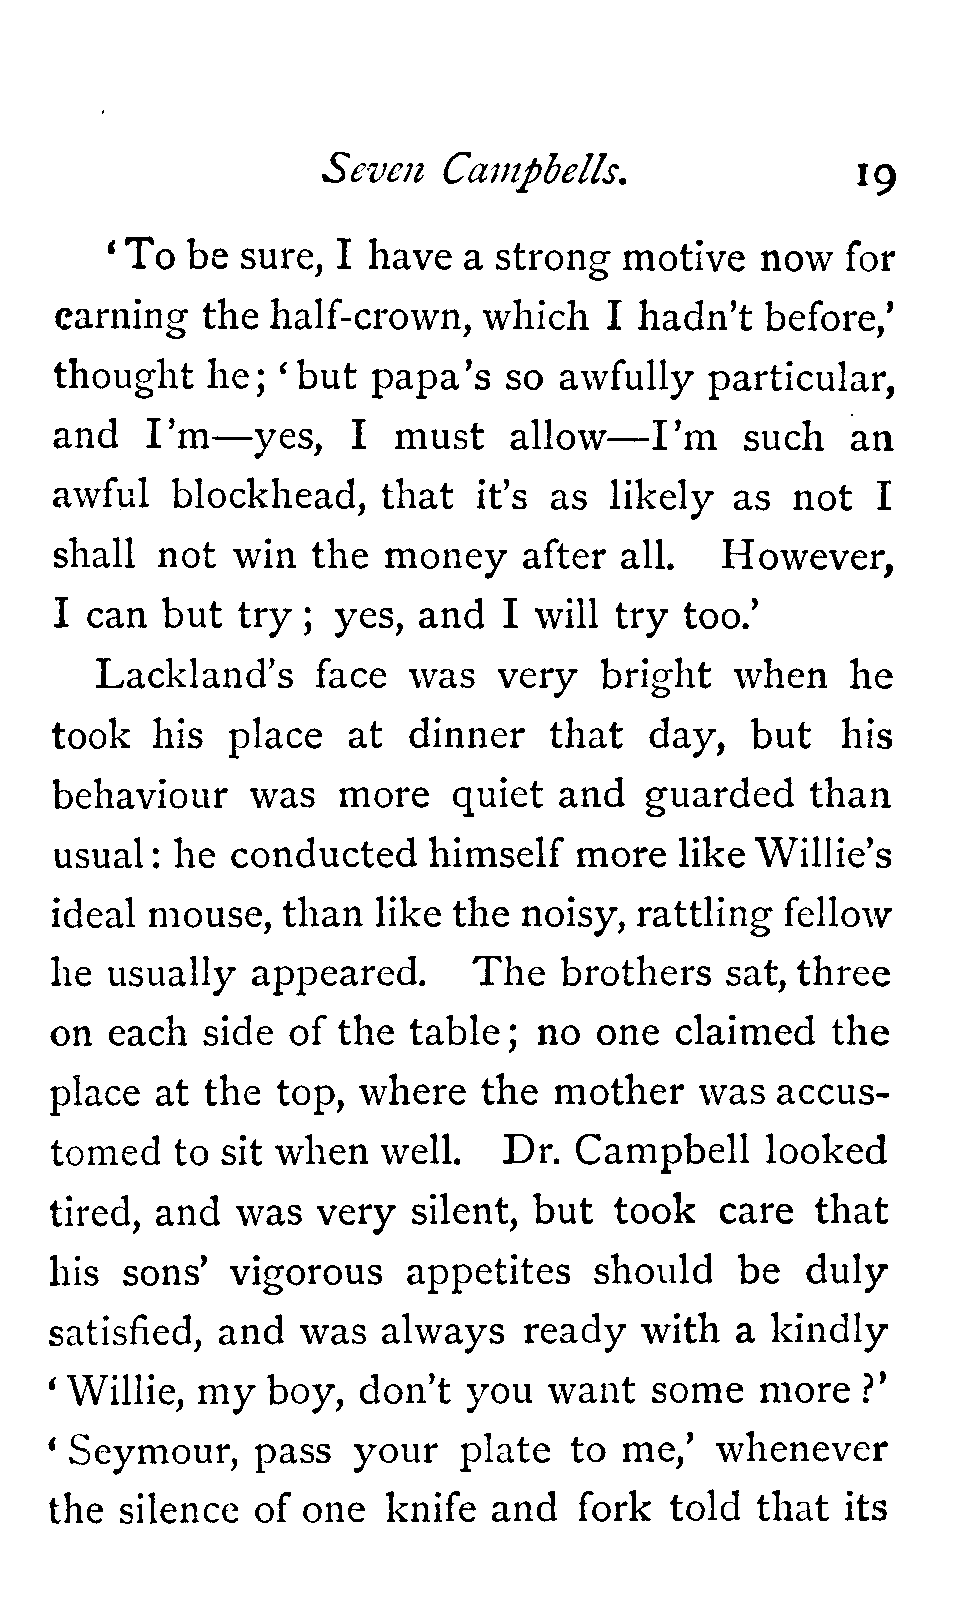 Seven Campbells. 19
‘To be sure, I have a strong motive now for
earning the half-crown, which I hadn't before,’
thought he; ‘but papa's so awfully particular,
and I'm—yes, I must allow—I'm such an
awful blockhead, that it's as likely as not I
shall not win the money after all. However,
I can but try; yes, and I will try too.’
Lackland's face was very bright when he
took his place at dinner that day, but his
behaviour was more quiet and guarded than
usual: he conducted himself more like Willie's
ideal mouse, than like the noisy, rattling fellow
he usually appeared. The brothers sat, three
on each side of the table; no one claimed the
place at the top, where the mother was accus-
tomed to sit when well. Dr. Campbell looked
tired, and was very silent, but took care that
his sons' vigorous appetites should be duly
satisfied, and was always ready with a kindly
‘Willie, my boy, don't you want some more?’
‘Seymour, pass your plate to me,’ whenever
the silence of one knife and fork told that its